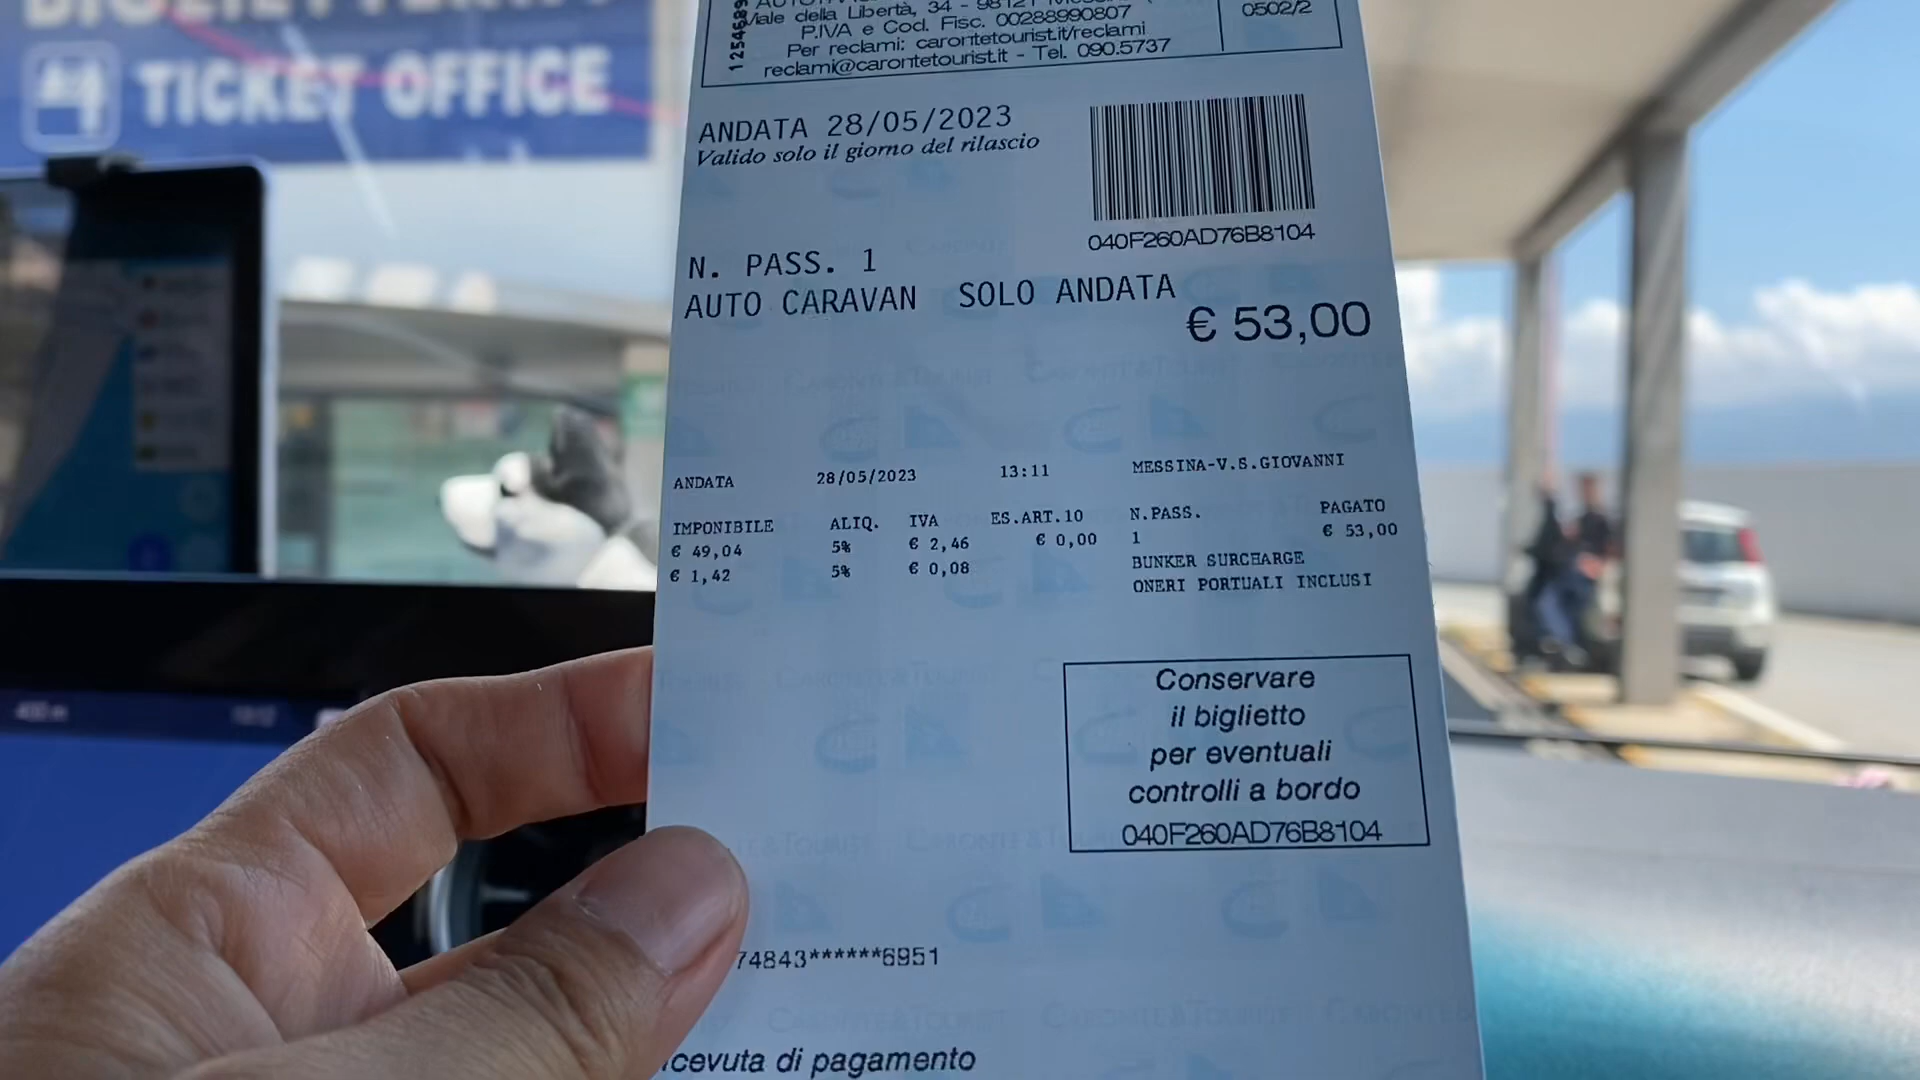 BIGLIETTERIA
TICKET OFFICE
Viale della Libertà, 34 - 98121
P.IVA e Cod. Fisc. 00288990807
Per reclami: carontetourist.it/reclami
reclami@carontetourist.it - Tel. 090.5737
0502/2
1254689
ANDATA 28/05/2023
Valido solo il giorno del rilascio
040F260AD76B8104
N. PASS. 1
AUTO CARAVAN SOLO ANDATA
€ 53,00
ANDATA 28/05/2023 13:11 MESSINA-V.S.GIOVANNI
IMPONIBILE ALIQ. IVA ES.ART.10 N.PASS. PAGATO
€ 49,04 5% € 2,46 € 0,00 1 € 53,00
€ 1,42 5% € 0,08 BUNKER SURCHARGE
ONERI PORTUALI INCLUSI
Conservare
il biglietto
per eventuali
controlli a bordo
040F260AD76B8104
74843******6951
cevuta di pagamento